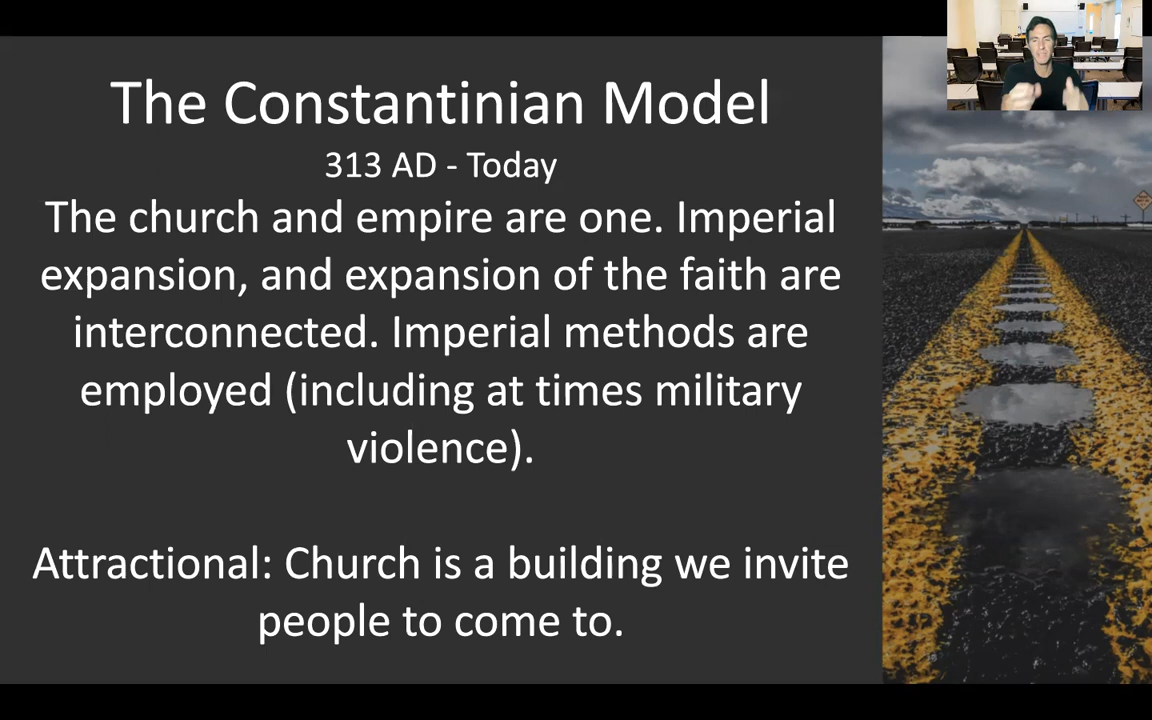 The Constantinian Model
313 AD - Today
The church and empire are one. Imperial
expansion, and expansion of the faith are
interconnected. Imperial methods are
employed (including at times military
violence).
Attractional: Church is a building we invite
people to come to.